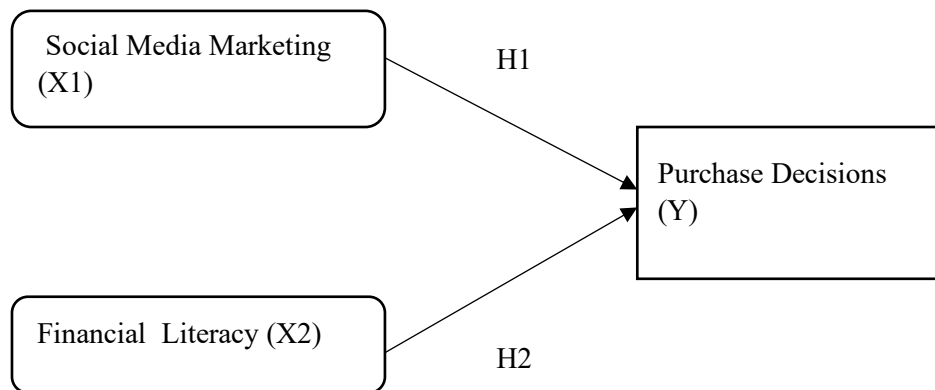 Social Media Marketing
(X1)
H1
Purchase Decisions
(Y)
Financial Literacy (X2)
H2